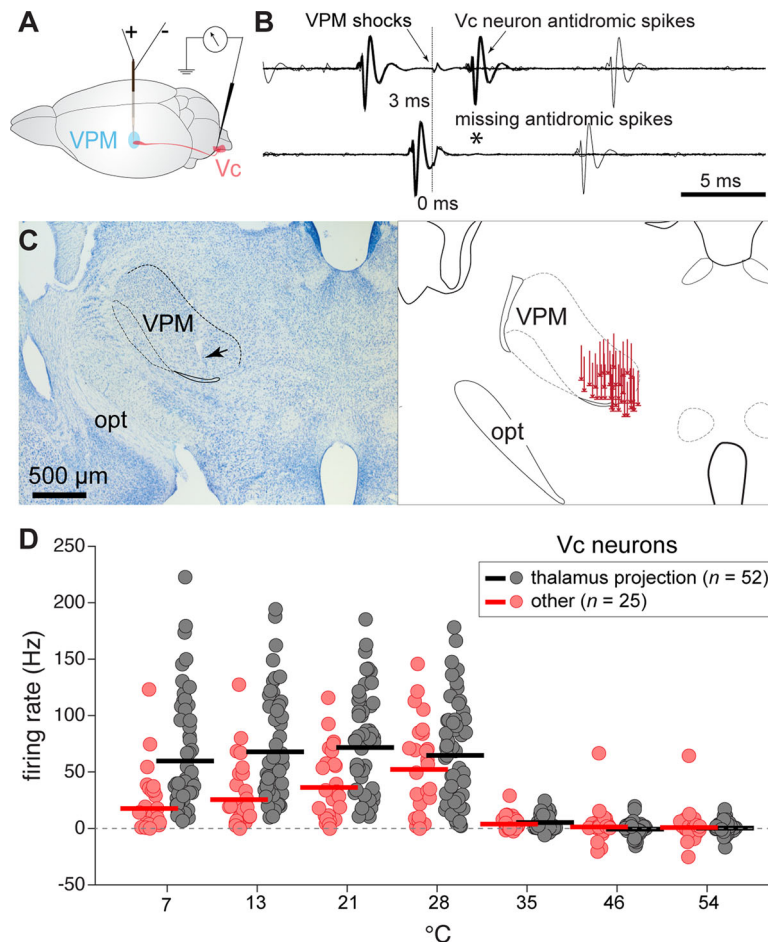 A
+ -
VPM
Vc
B
VPM shocks
Vc neuron antidromic spikes
3 ms
missing antidromic spikes
*
0 ms
5 ms
C
VPM
opt
500 µm
VPM
opt
D
Vc neurons
thalamus projection (n = 52)
other (n = 25)
firing rate (Hz)
250
200
150
100
50
0
-50
7 13 21 28 35 46 54
°C